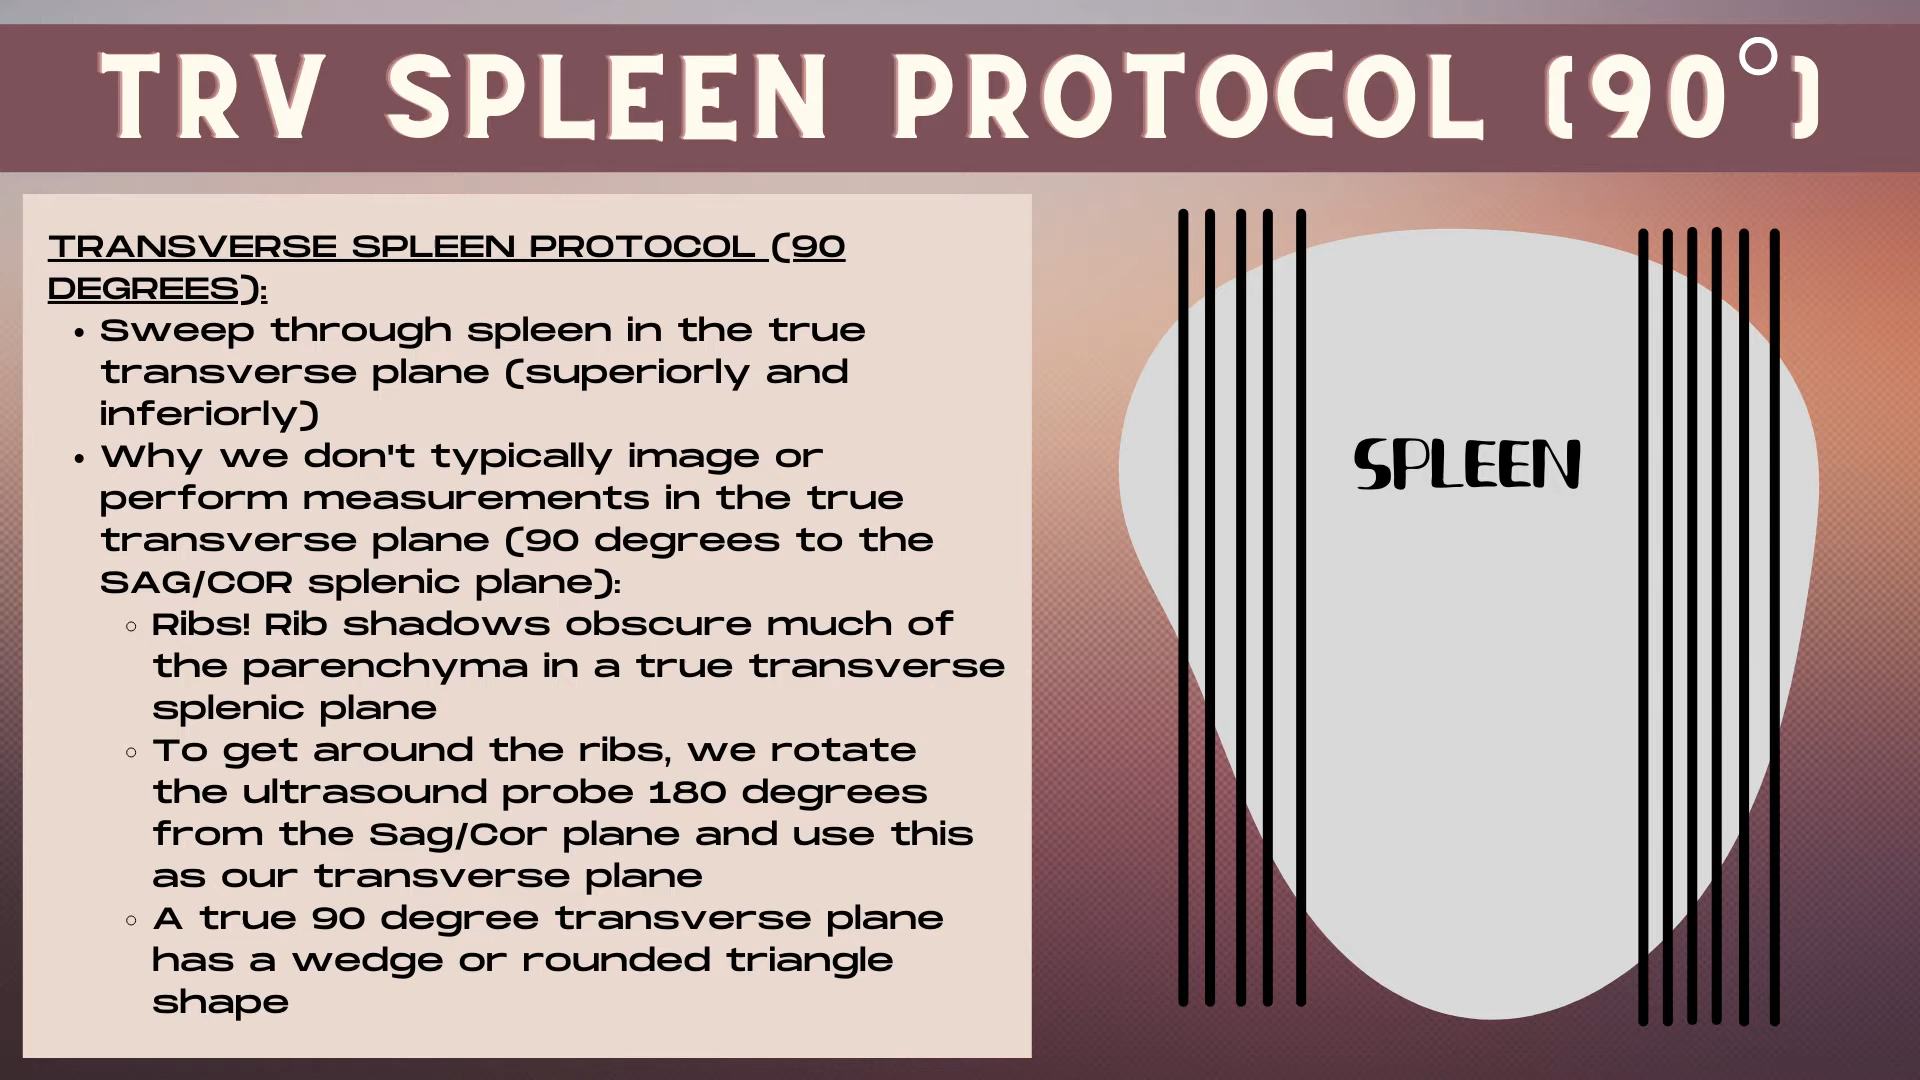 TRV SPLEEN PROTOCOL (90°)
TRANSVERSE SPLEEN PROTOCOL (90
DEGREES):
• Sweep through spleen in the true
transverse plane (superiorly and
inferiorly)
• Why we don't typically image or
perform measurements in the true
transverse plane (90 degrees to the
SAG/COR splenic plane):
◦ Ribs! Rib shadows obscure much of
the parenchyma in a true transverse
splenic plane
◦ To get around the ribs, we rotate
the ultrasound probe 180 degrees
from the Sag/Cor plane and use this
as our transverse plane
◦ A true 90 degree transverse plane
has a wedge or rounded triangle
shape
SPLEEN